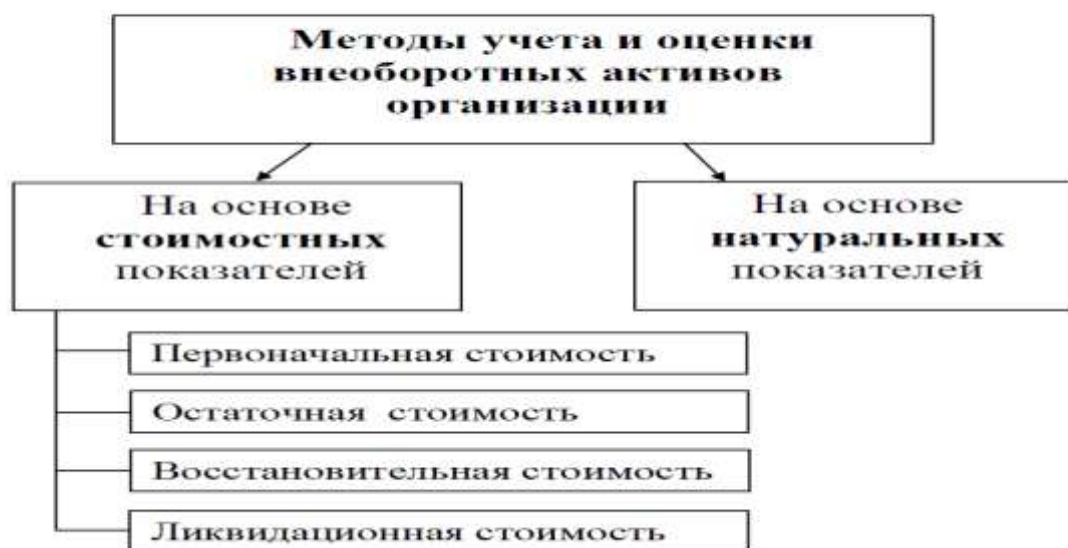 Методы учета и оценки
внеоборотных активов
организации
На основе
стоимостных
показателей
На основе
натуральных
показателей
Первоначальная стоимость
Остаточная стоимость
Восстановительная стоимость
Ликвидационная стоимость